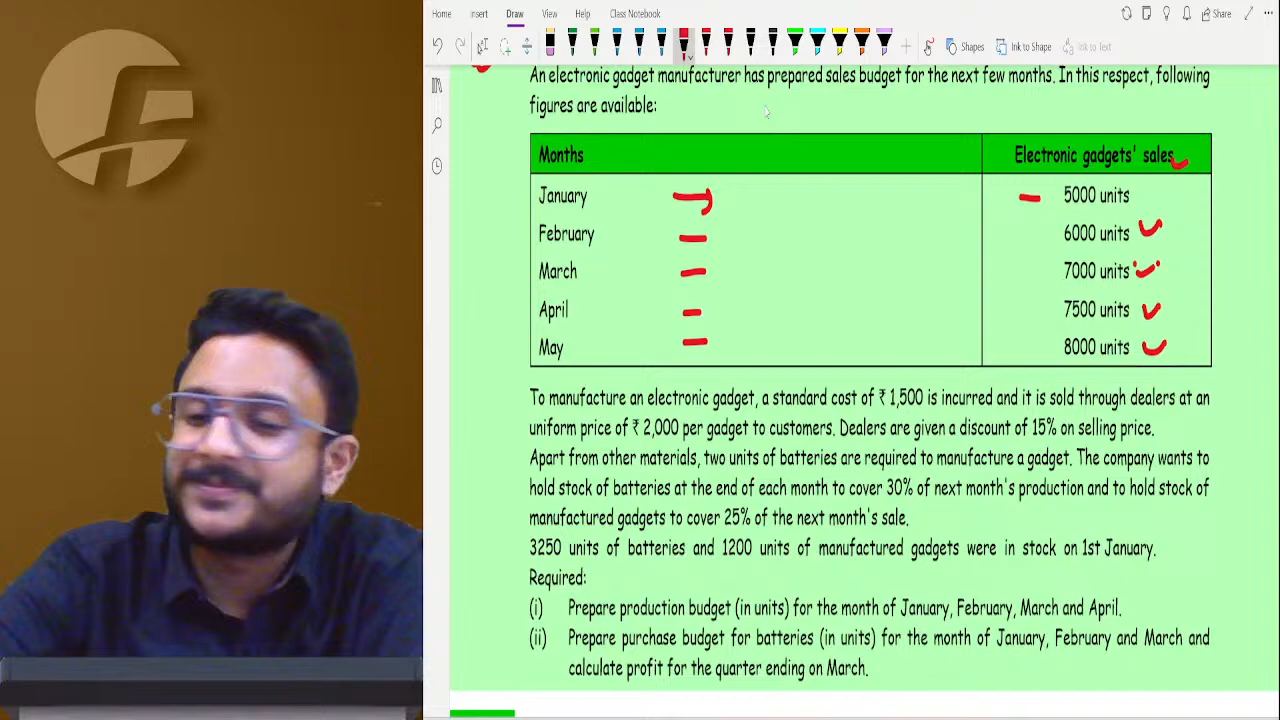 Home Insert Draw View Help Class Notebook Share
Shapes Ink to Shape Ink to Text
An electronic gadget manufacturer has prepared sales budget for the next few months. In this respect, following
figures are available:
Months Electronic gadgets' sales
January 5000 units
February 6000 units
March 7000 units
April 7500 units
May 8000 units
To manufacture an electronic gadget, a standard cost of ₹ 1,500 is incurred and it is sold through dealers at an
uniform price of ₹ 2,000 per gadget to customers. Dealers are given a discount of 15% on selling price.
Apart from other materials, two units of batteries are required to manufacture a gadget. The company wants to
hold stock of batteries at the end of each month to cover 30% of next month's production and to hold stock of
manufactured gadgets to cover 25% of the next month's sale.
3250 units of batteries and 1200 units of manufactured gadgets were in stock on 1st January.
Required:
(i) Prepare production budget (in units) for the month of January, February, March and April.
(ii) Prepare purchase budget for batteries (in units) for the month of January, February and March and
calculate profit for the quarter ending on March.